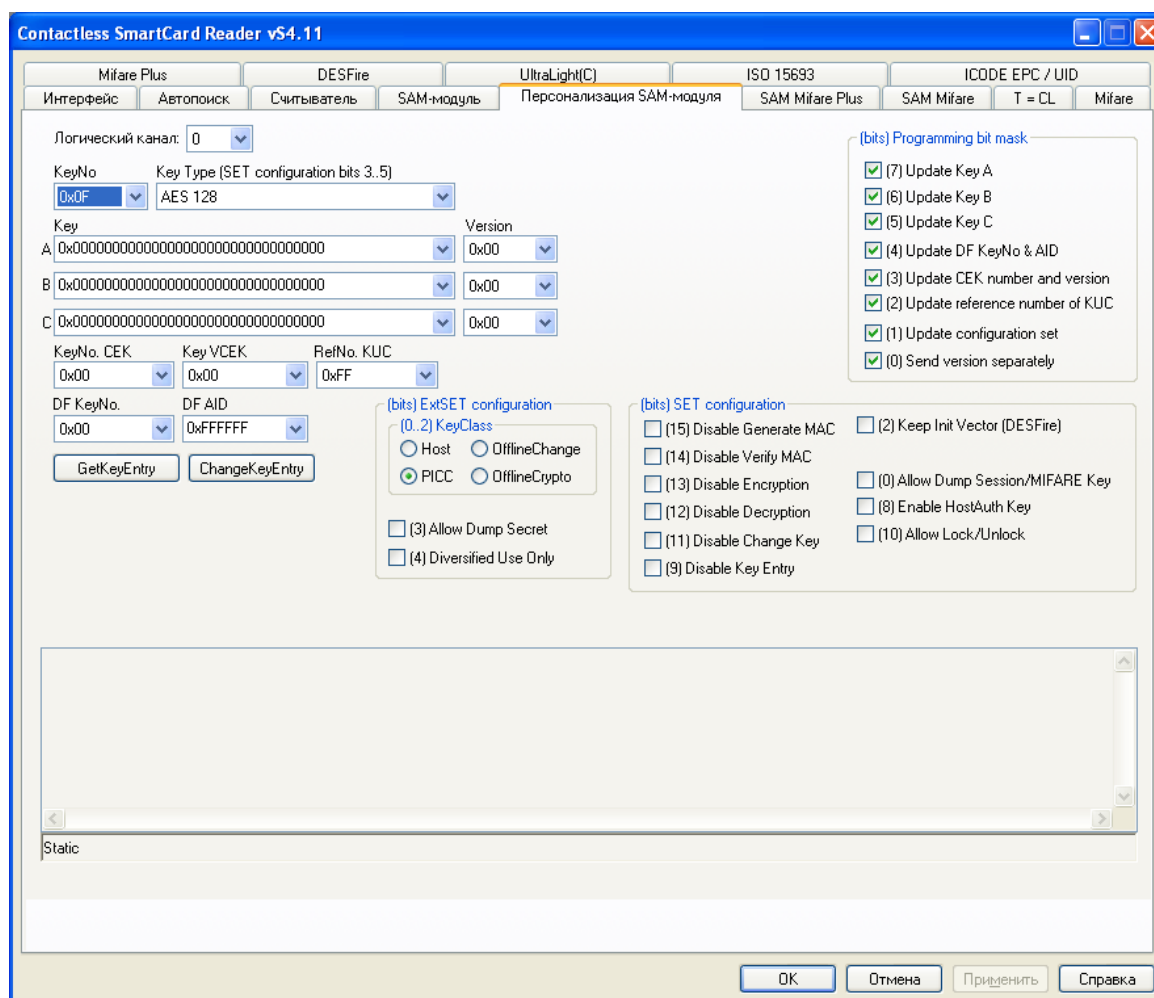 Contactless SmartCard Reader vS4.11
Mifare Plus DESFire UltraLight(C) ISO 15693 ICODE EPC / UID
Интерфейс Автопоиск Считыватель SAM-модуль Персонализация SAM-модуля SAM Mifare Plus SAM Mifare T = CL Mifare
Логический канал: 0
KeyNo Key Type (SET configuration bits 3..5)
0x0F AES 128
Key Version
A 0x00000000000000000000000000000000 0x00
B 0x00000000000000000000000000000000 0x00
C 0x00000000000000000000000000000000 0x00
KeyNo. CEK Key VCEK RefNo. KUC
0x00 0x00 0xFF
DF KeyNo. DF AID
0x00 0xFFFFFF
GetKeyEntry ChangeKeyEntry
(bits) Programming bit mask
(7) Update Key A
(6) Update Key B
(5) Update Key C
(4) Update DF KeyNo & AID
(3) Update CEK number and version
(2) Update reference number of KUC
(1) Update configuration set
(0) Send version separately
(bits) ExtSET configuration
(0..2) KeyClass
Host OfflineChange
PICC OfflineCrypto
(3) Allow Dump Secret
(4) Diversified Use Only
(bits) SET configuration
(15) Disable Generate MAC
(14) Disable Verify MAC
(13) Disable Encryption
(12) Disable Decryption
(11) Disable Change Key
(9) Disable Key Entry
(2) Keep Init Vector (DESFire)
(0) Allow Dump Session/MIFARE Key
(8) Enable HostAuth Key
(10) Allow Lock/Unlock
Static
OK Отмена Применить Справка